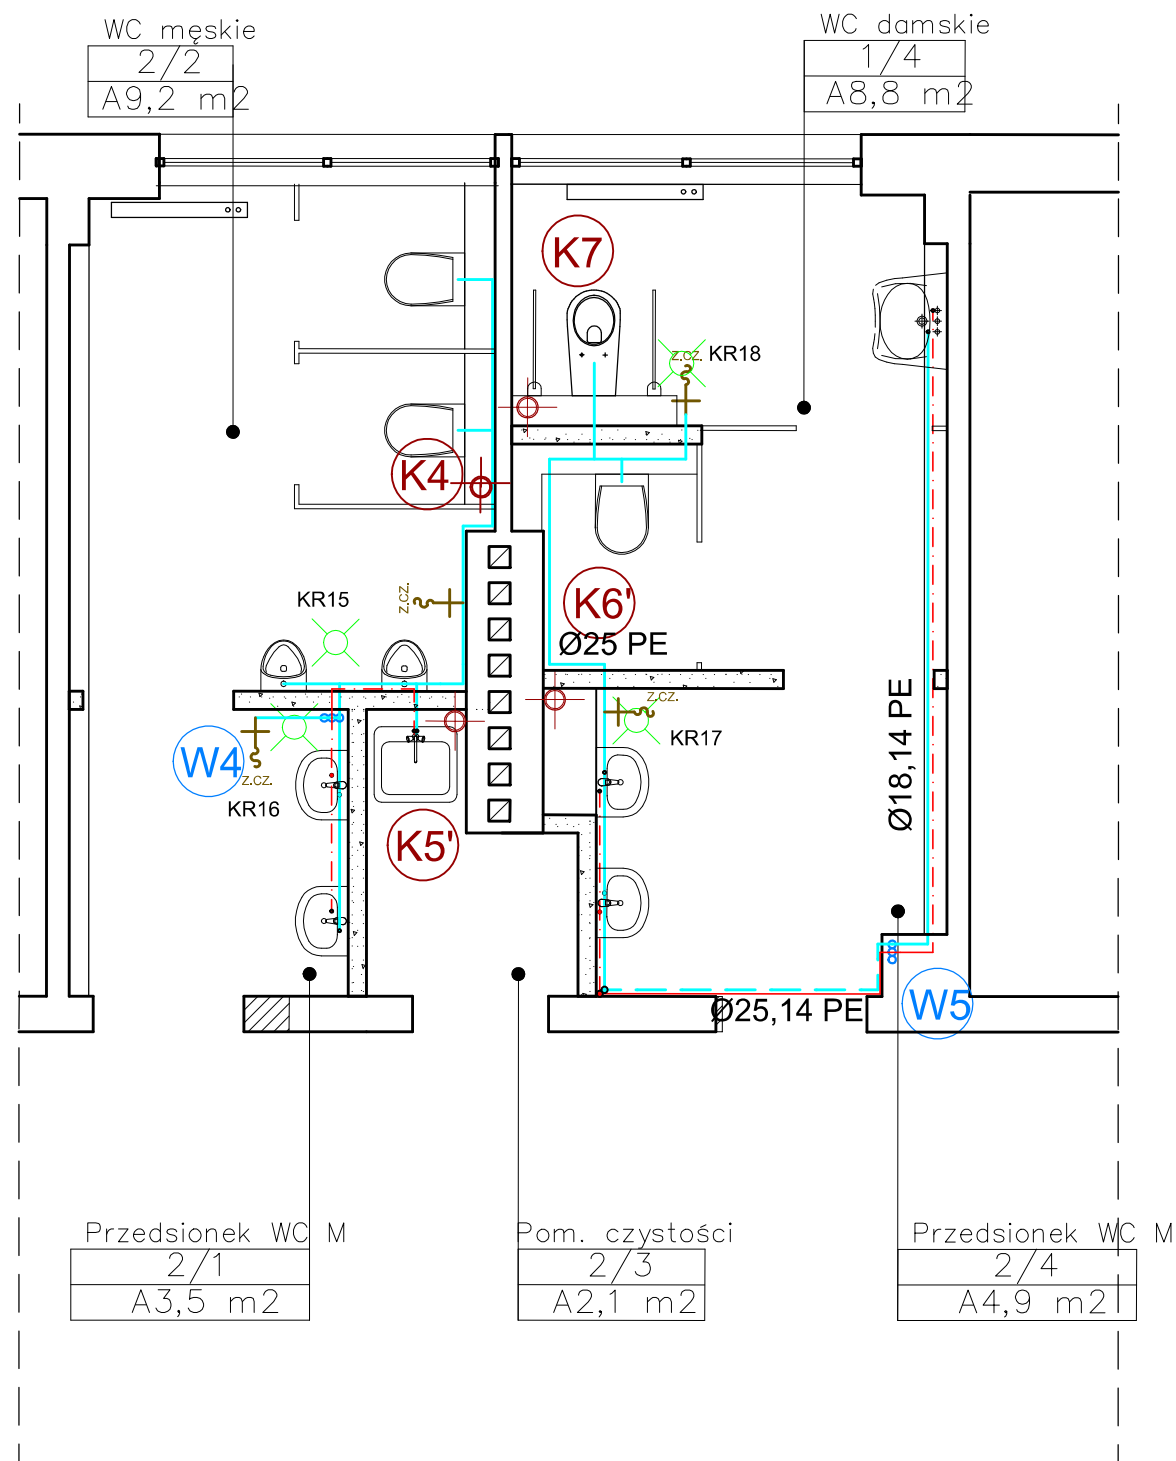 WC męskie
2/2
A9,2 m2
WC damskie
1/4
A8,8 m2
K7
z.cz.
KR18
K4
z.cz.
KR15
K6'
Ø25 PE
z.cz.
KR17
W4
z.cz.
KR16
K5'
Ø18,14 PE
Ø25,14 PE
W5
Przedsionek WC M
2/1
A3,5 m2
Pom. czystości
2/3
A2,1 m2
Przedsionek WC M
2/4
A4,9 m2